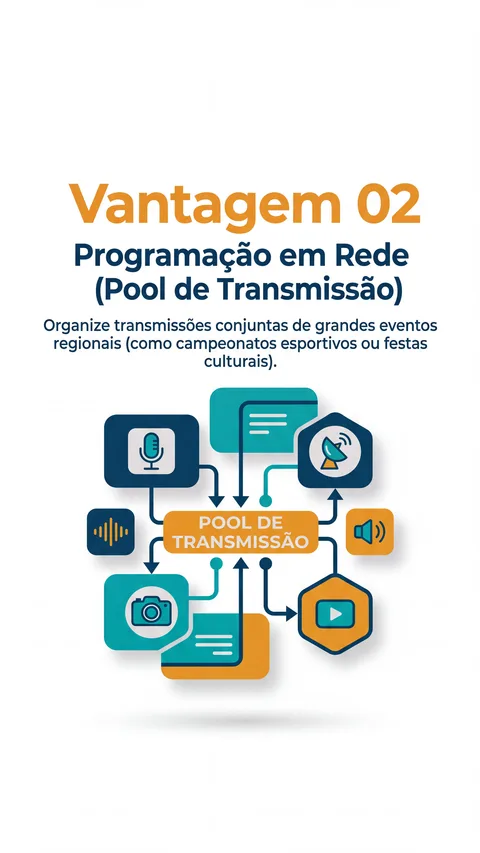 Vantagem 02
Programação em Rede
(Pool de Transmissão)
Organize transmissões conjuntas de grandes eventos
regionais (como campeonatos esportivos ou festas
culturais).
POOL DE
TRANSMISSÃO